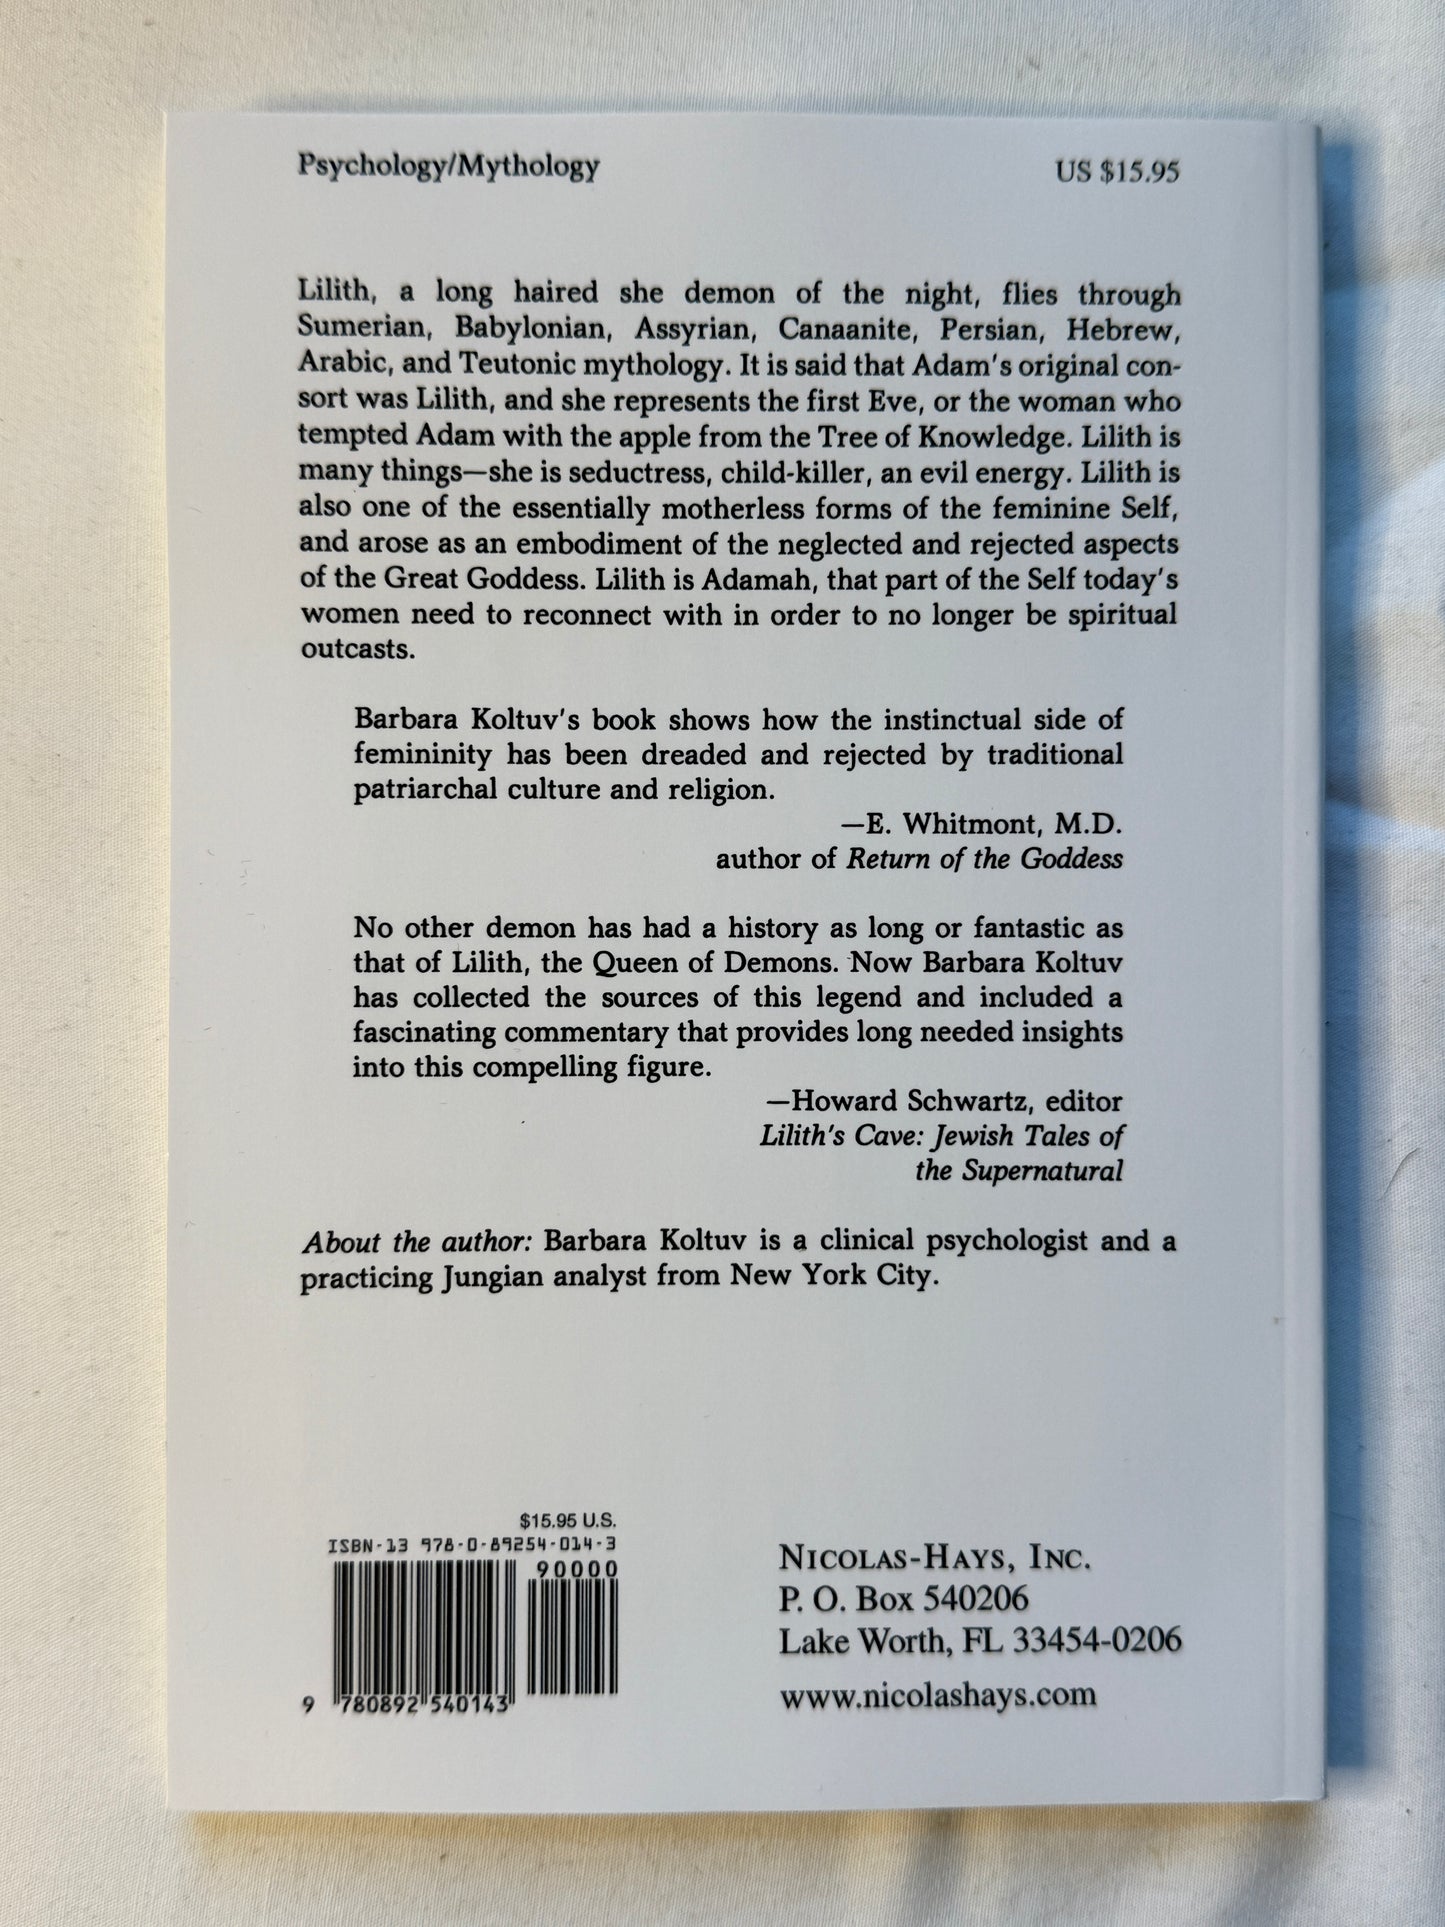 Psychology/Mythology
US $15.95
Lilith, a long haired she demon of the night, flies through
Sumerian, Babylonian, Assyrian, Canaanite, Persian, Hebrew,
Arabic, and Teutonic mythology. It is said that Adam's original con-
sort was Lilith, and she represents the first Eve, or the woman who
tempted Adam with the apple from the Tree of Knowledge. Lilith is
many things—she is seductress, child-killer, an evil energy. Lilith is
also one of the essentially motherless forms of the feminine Self,
and arose as an embodiment of the neglected and rejected aspects
of the Great Goddess. Lilith is Adamah, that part of the Self today's
women need to reconnect with in order to no longer be spiritual
outcasts.
Barbara Koltuv's book shows how the instinctual side of
femininity has been dreaded and rejected by traditional
patriarchal culture and religion.
—E. Whitmont, M.D.
author of Return of the Goddess
No other demon has had a history as long or fantastic as
that of Lilith, the Queen of Demons. Now Barbara Koltuv
has collected the sources of this legend and included a
fascinating commentary that provides long needed insights
into this compelling figure.
—Howard Schwartz, editor
Lilith's Cave: Jewish Tales of
the Supernatural
About the author: Barbara Koltuv is a clinical psychologist and a
practicing Jungian analyst from New York City.
$15.95 U.S.
ISBN-13 978-0-89254-014-3
90000
9 780892 540143
NICOLAS-HAYS, INC.
P. O. Box 540206
Lake Worth, FL 33454-0206
www.nicolashays.com